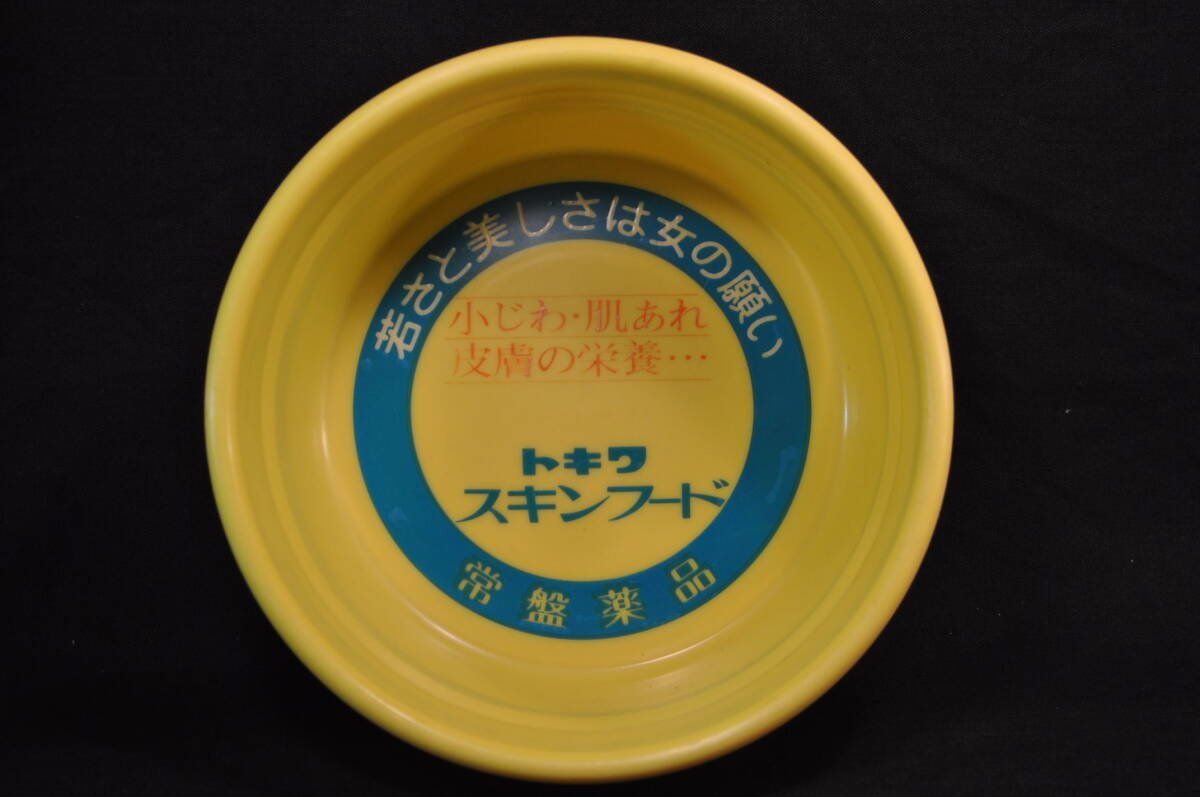 若さと美しさは女の願い
小じわ・肌あれ
皮膚の栄養…
トキワ
スキンフード
常盤薬品